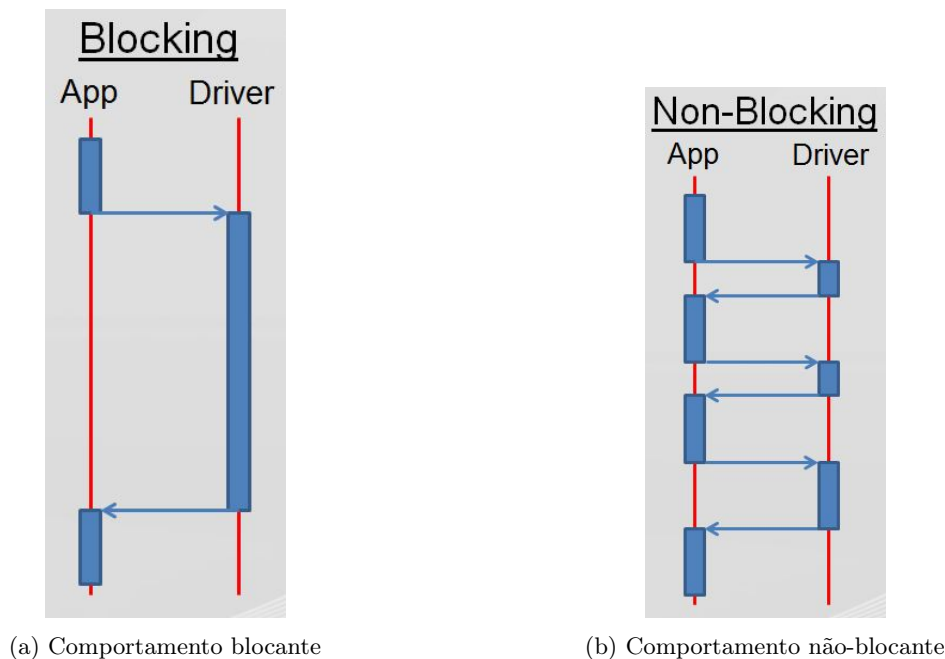 Blocking
App Driver
(a) Comportamento blocante
Non-Blocking
App Driver
(b) Comportamento não-blocante